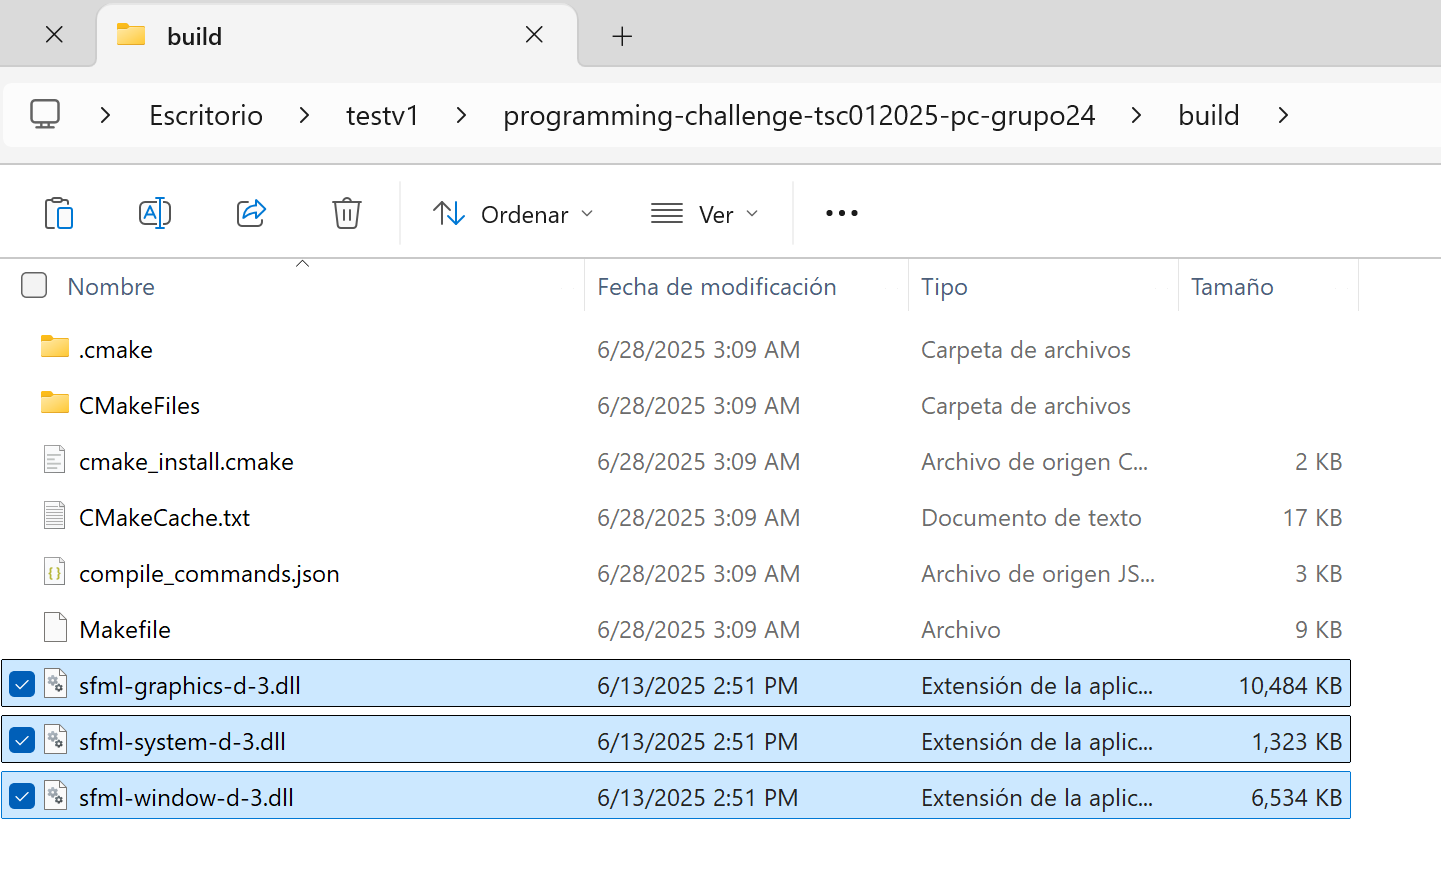 build
Escritorio testv1 programming-challenge-tsc012025-pc-grupo24 build
Ordenar Ver
Nombre Fecha de modificación Tipo Tamaño
.cmake 6/28/2025 3:09 AM Carpeta de archivos
CMakeFiles 6/28/2025 3:09 AM Carpeta de archivos
cmake_install.cmake 6/28/2025 3:09 AM Archivo de origen C... 2 KB
CMakeCache.txt 6/28/2025 3:09 AM Documento de texto 17 KB
compile_commands.json 6/28/2025 3:09 AM Archivo de origen JS... 3 KB
Makefile 6/28/2025 3:09 AM Archivo 9 KB
sfml-graphics-d-3.dll 6/13/2025 2:51 PM Extensión de la aplic... 10,484 KB
sfml-system-d-3.dll 6/13/2025 2:51 PM Extensión de la aplic... 1,323 KB
sfml-window-d-3.dll 6/13/2025 2:51 PM Extensión de la aplic... 6,534 KB